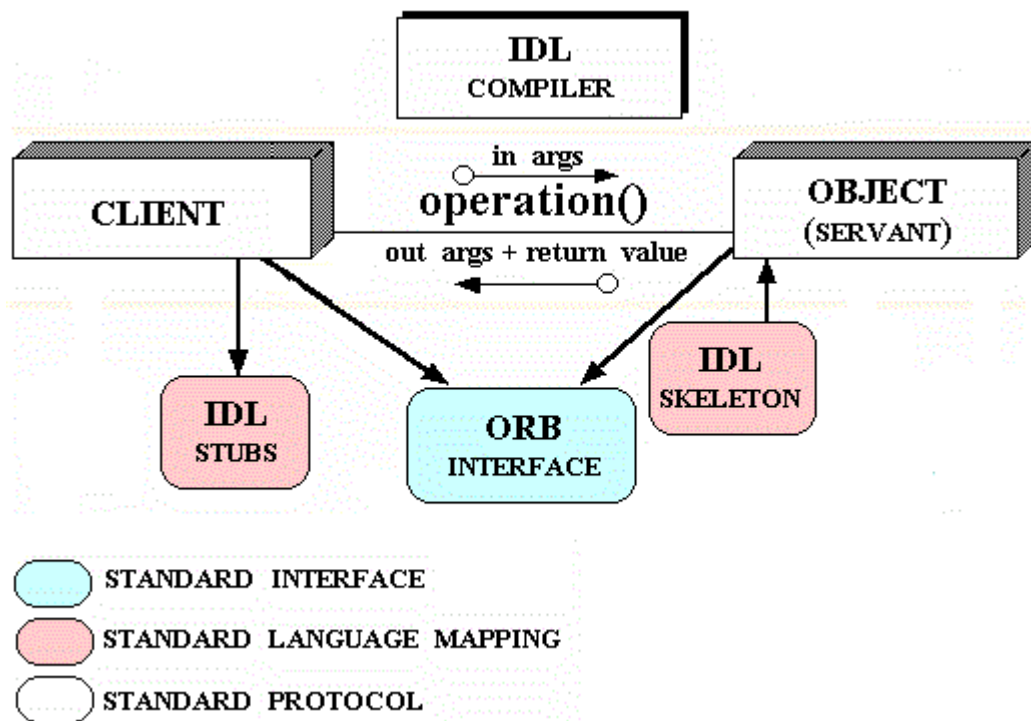 IDL
COMPILER
CLIENT
in args
operation()
out args + return value
OBJECT
(SERVANT)
IDL
STUBS
ORB
INTERFACE
IDL
SKELETON
STANDARD INTERFACE
STANDARD LANGUAGE MAPPING
STANDARD PROTOCOL